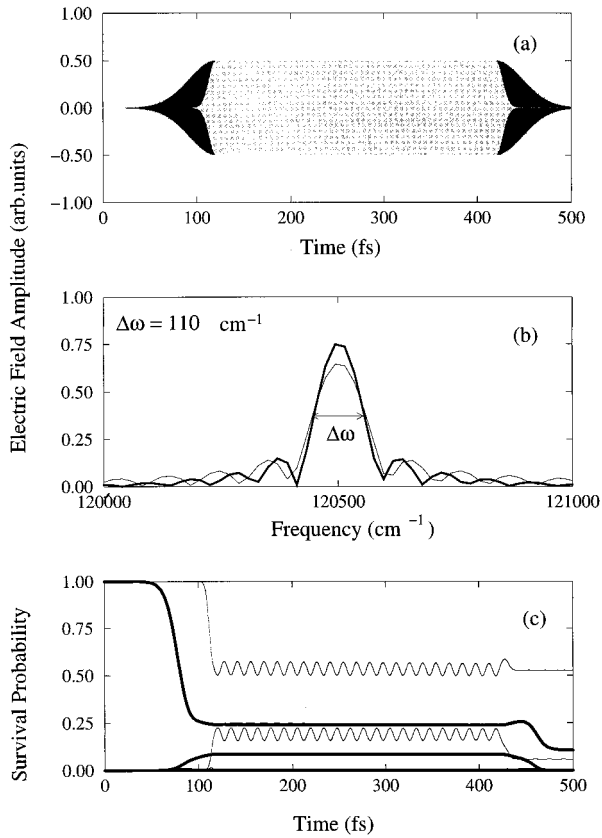 Electric Field Amplitude (arb.units)
1.00
0.50
0.00
−0.50
−1.00
(a)
0 100 200 300 400 500
Time (fs)
1.00
0.75
0.50
0.25
0.00
Δω = 110 cm⁻¹
(b)
Δω
120000 120500 121000
Frequency (cm ⁻¹)
Survival Probability
1.00
0.75
0.50
0.25
0.00
(c)
0 100 200 300 400 500
Time (fs)